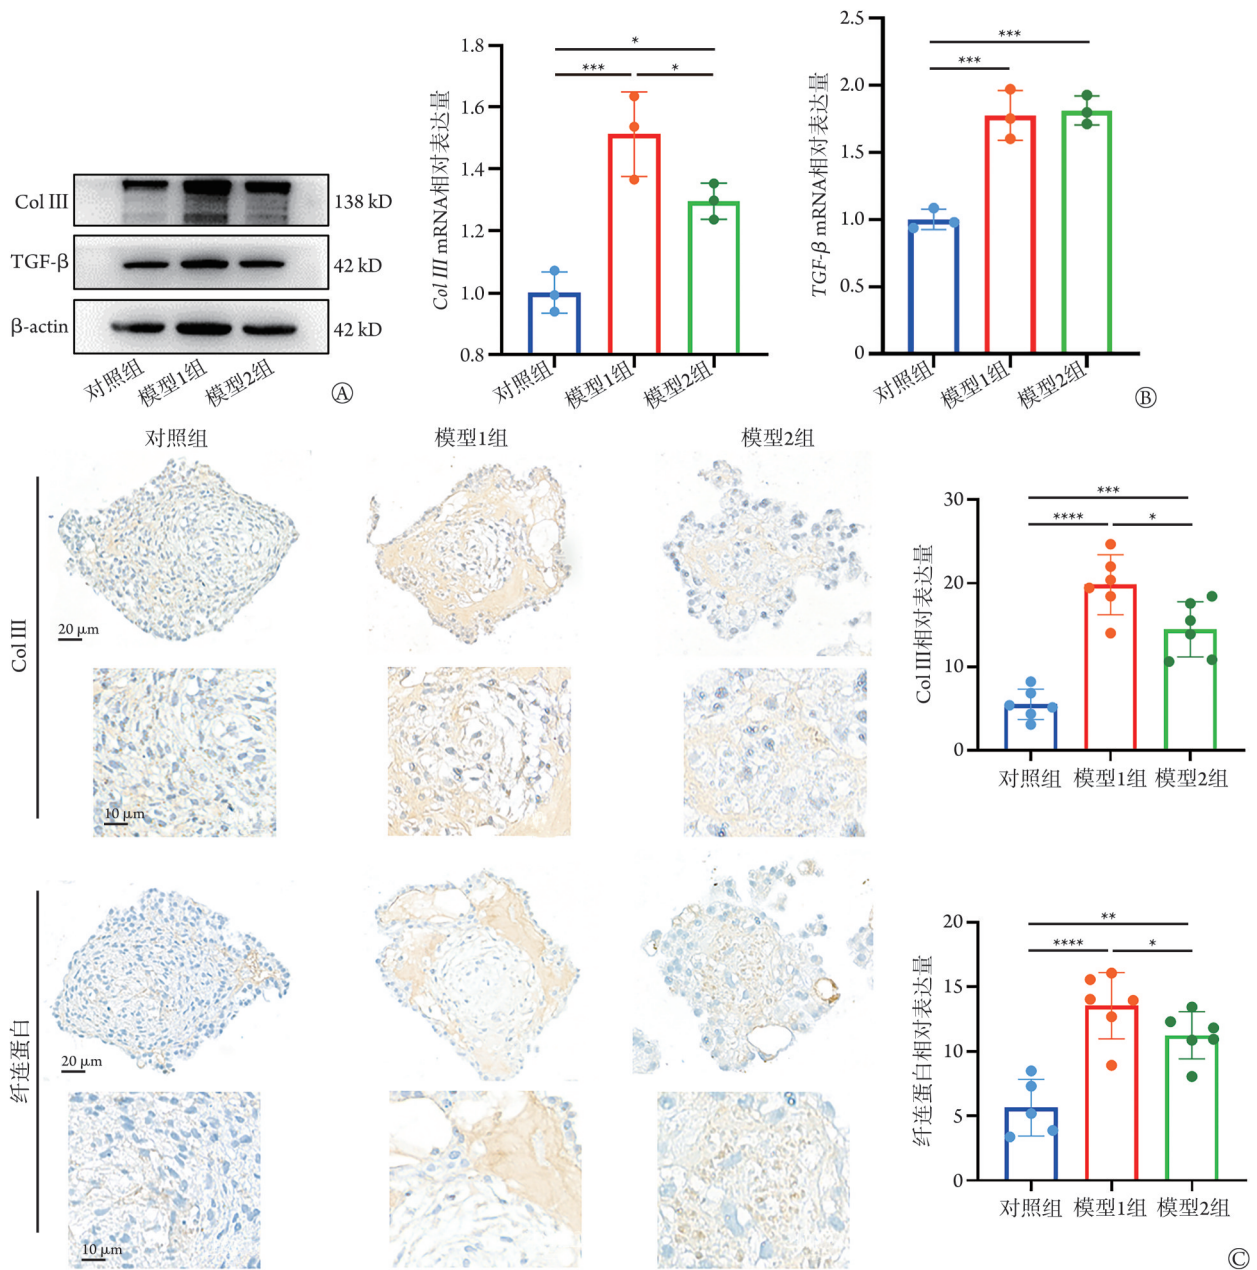 Col III
138 kD
TGF-β
42 kD
β-actin
42 kD
对照组
模型1组
模型2组
Ⓐ
Col III mRNA相对表达量
1.8
1.6
1.4
1.2
1.0
0.8
*
***
*
对照组
模型1组
模型2组
TGF-β mRNA相对表达量
2.5
2.0
1.5
1.0
0.5
0
***
***
对照组
模型1组
模型2组
Ⓑ
对照组
模型1组
模型2组
Col III
20 μm
10 μm
Col III相对表达量
30
20
10
0
***
****
*
对照组
模型1组
模型2组
纤连蛋白
20 μm
10 μm
纤连蛋白相对表达量
20
15
10
5
0
**
****
*
对照组
模型1组
模型2组
Ⓒ